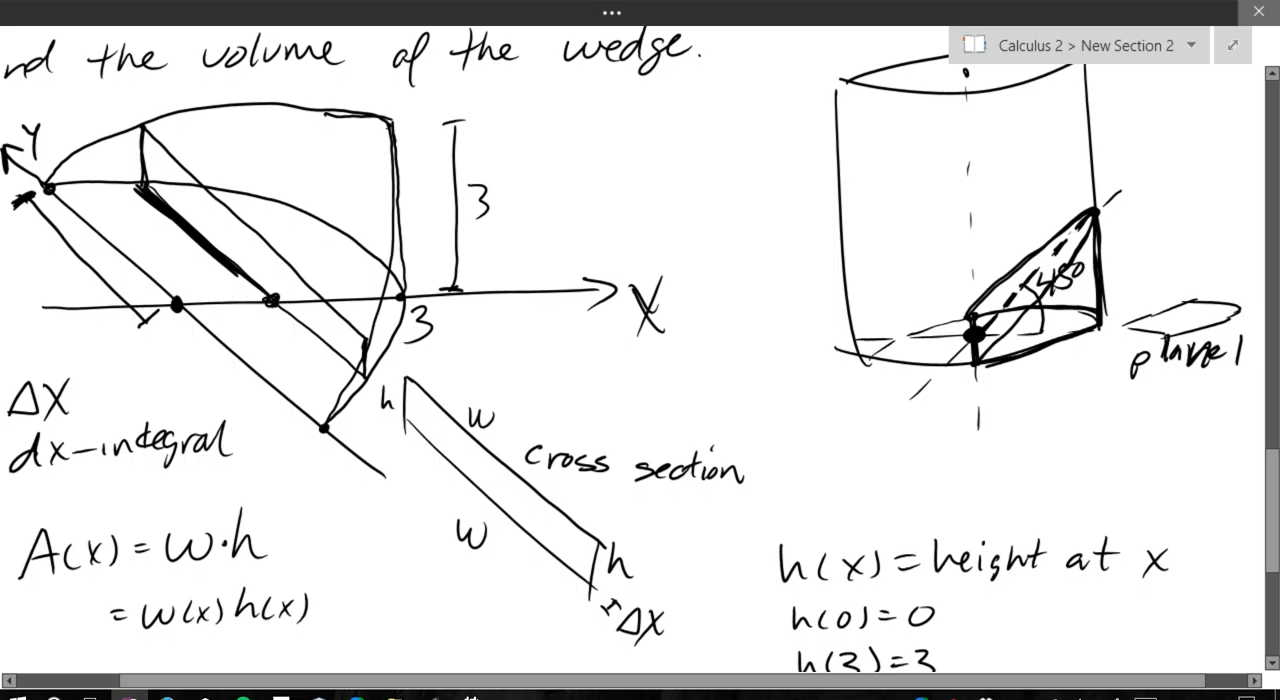 Calculus 2 > New Section 2
nd the volume of the wedge.
Y
3
X
3
450
plane 1
ΔX
dx-integral
h
w
cross section
w
h
ΔX
A(x) = w·h
= w(x) h(x)
h(x) = height at x
h(0) = 0
h(3) = 3